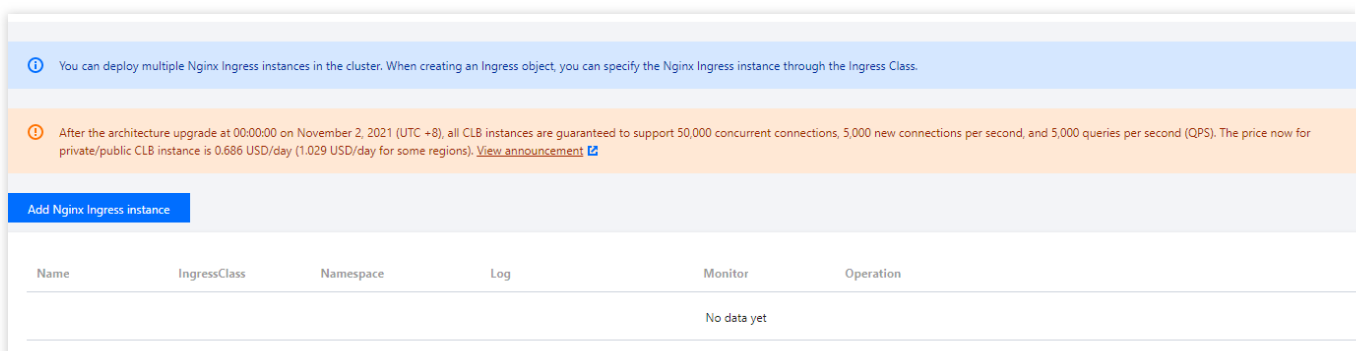 You can deploy multiple Nginx Ingress instances in the cluster. When creating an Ingress object, you can specify the Nginx Ingress instance through the Ingress Class.
After the architecture upgrade at 00:00:00 on November 2, 2021 (UTC +8), all CLB instances are guaranteed to support 50,000 concurrent connections, 5,000 new connections per second, and 5,000 queries per second (QPS). The price now for
private/public CLB instance is 0.686 USD/day (1.029 USD/day for some regions). View announcement
Add Nginx Ingress instance
Name IngressClass Namespace Log Monitor Operation
No data yet